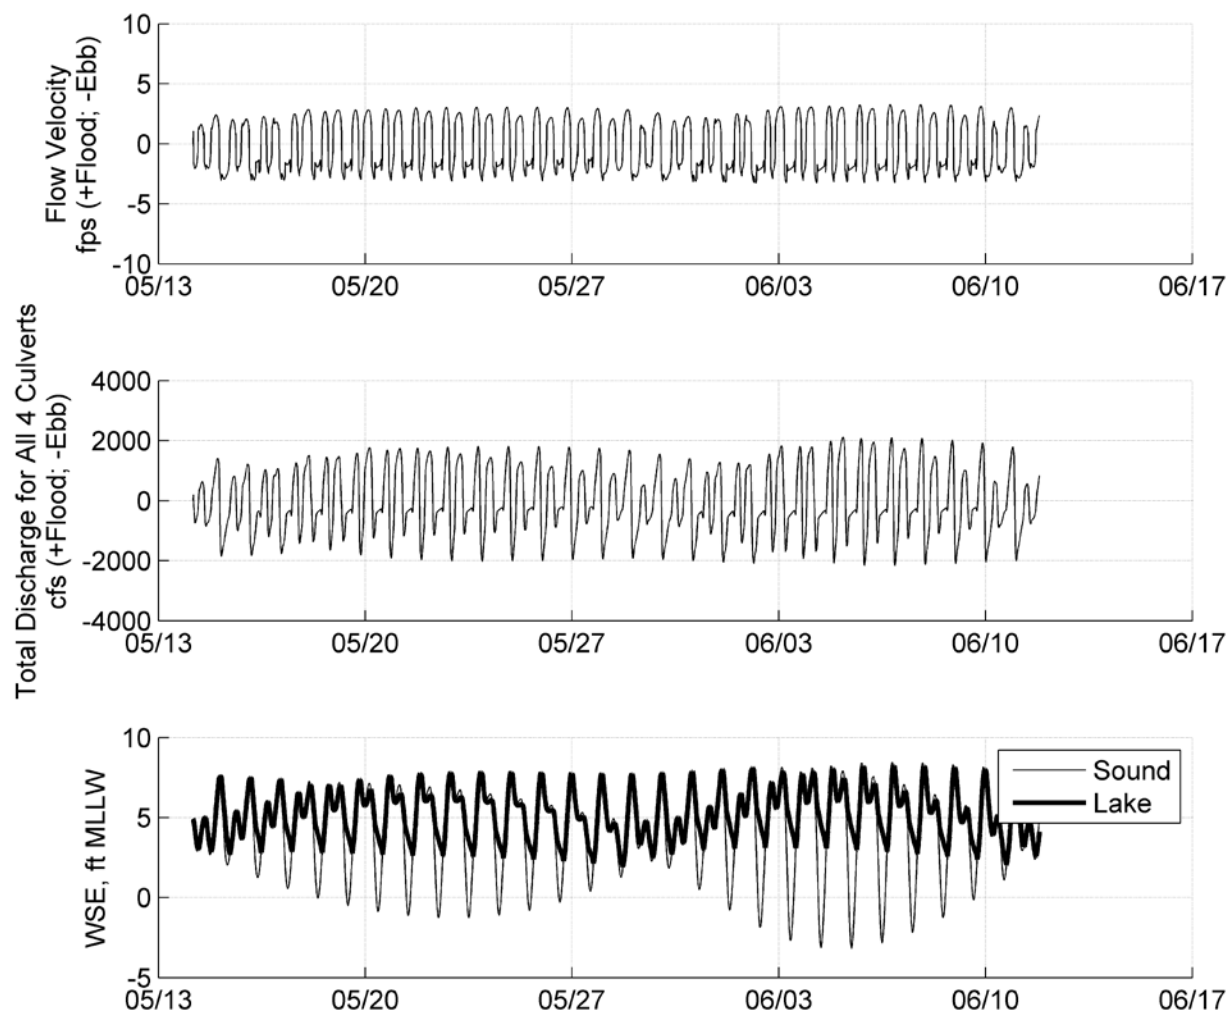 Flow Velocity
fps (+Flood; -Ebb)
10
5
0
-5
-10
05/13 05/20 05/27 06/03 06/10 06/17
Total Discharge for All 4 Culverts
cfs (+Flood; -Ebb)
4000
2000
0
-2000
-4000
05/13 05/20 05/27 06/03 06/10 06/17
WSE, ft MLLW
10
5
0
-5
Sound
Lake
05/13 05/20 05/27 06/03 06/10 06/17